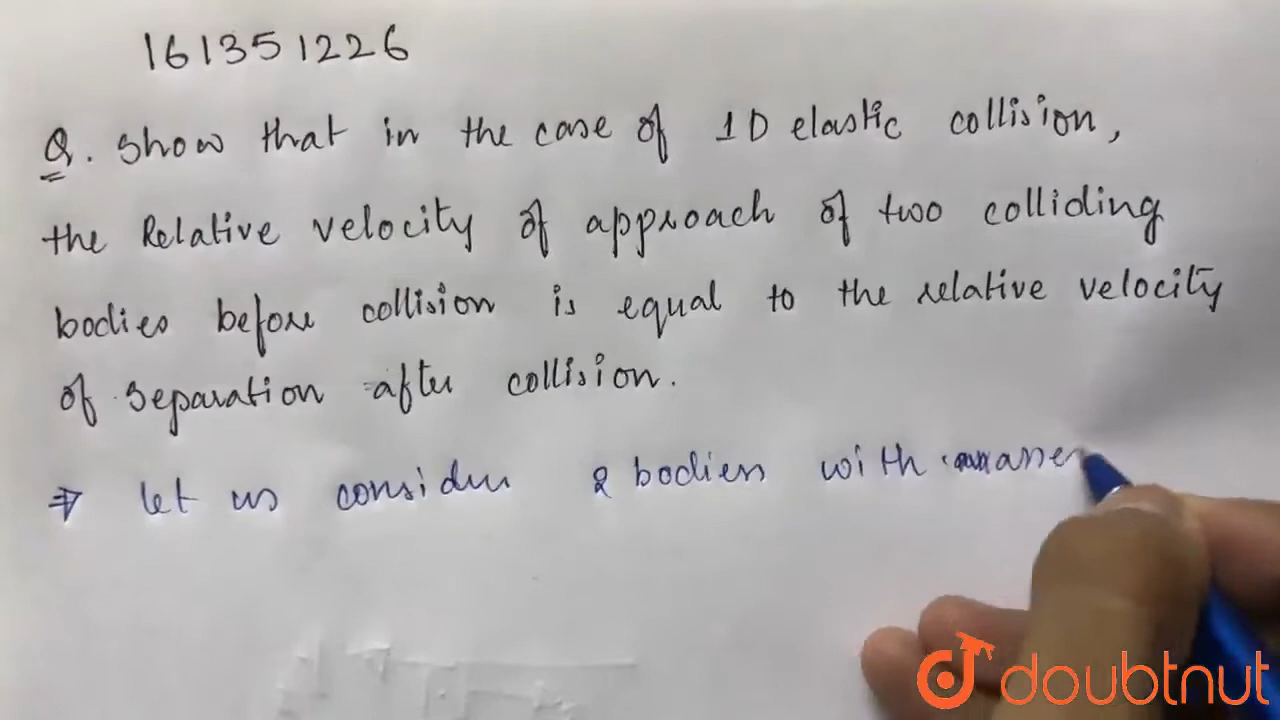 161351226
Q. Show that in the case of 1D elastic collision,
the Relative velocity of approach of two colliding
bodies before collision is equal to the relative velocity
of separation after collision.
⇒ let us consider 2 bodies with
doubtnut